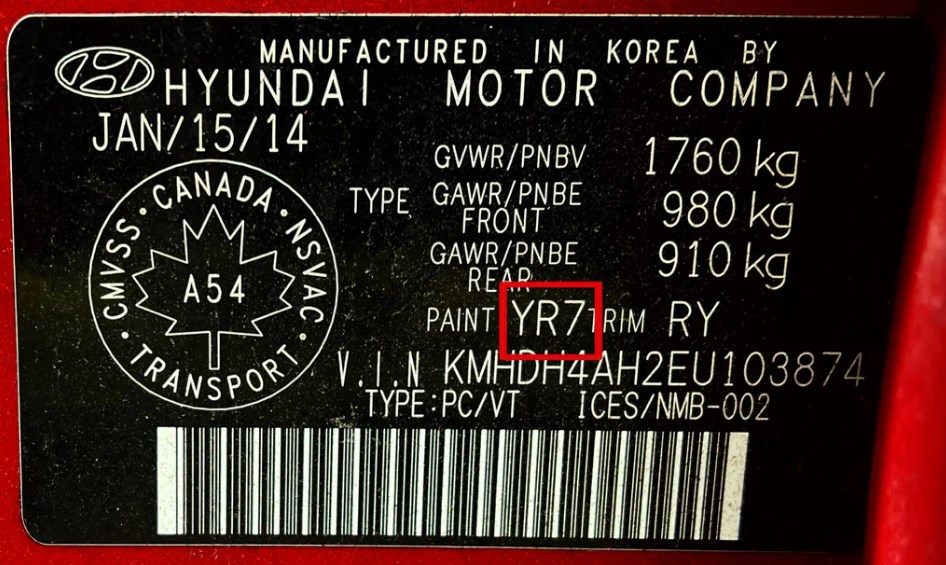 MANUFACTURED IN KOREA BY
HYUNDAI MOTOR COMPANY
JAN/15/14
GVWR/PNBV 1760 kg
TYPE GAWR/PNBE FRONT 980 kg
GAWR/PNBE REAR 910 kg
CMVSS · CANADA · NSVAC · TRANSPORT ·
A54
PAINT YR7 TRIM RY
V.I.N KMHDH4AH2EU103874
TYPE:PC/VT ICES/NMB-002